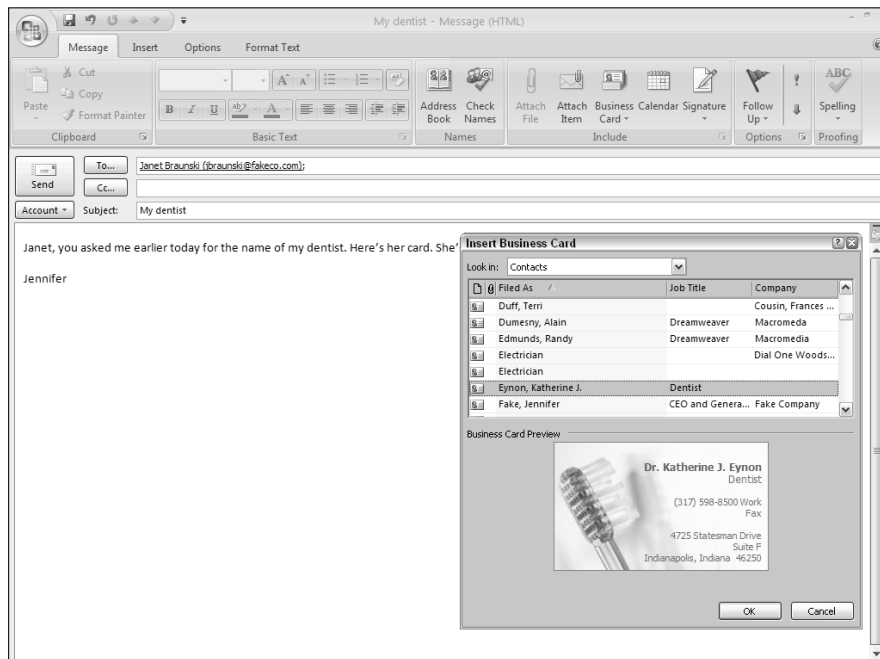 My dentist - Message (HTML)
Message Insert Options Format Text
Cut
Copy
Paste
Format Painter
Clipboard
B I U
Basic Text
Address Book
Check Names
Names
Attach File
Attach Item
Business Card
Calendar
Signature
Include
Follow Up
Options
ABC
Spelling
Proofing
Send
To...
Janet Braunski (jbraunski@fakeco.com);
Cc...
Account
Subject: My dentist
Janet, you asked me earlier today for the name of my dentist. Here's her card. She'
Jennifer
Insert Business Card
Look in: Contacts
Filed As Job Title Company
Duff, Terri Cousin, Frances ...
Dumesny, Alain Dreamweaver Macromeda
Edmunds, Randy Dreamweaver Macromedia
Electrician Dial One Woods...
Electrician
Eynon, Katherine J. Dentist
Fake, Jennifer CEO and Genera... Fake Company
Business Card Preview
Dr. Katherine J. Eynon
Dentist
(317) 598-8500 Work
Fax
4725 Statesman Drive
Suite F
Indianapolis, Indiana 46250
OK Cancel